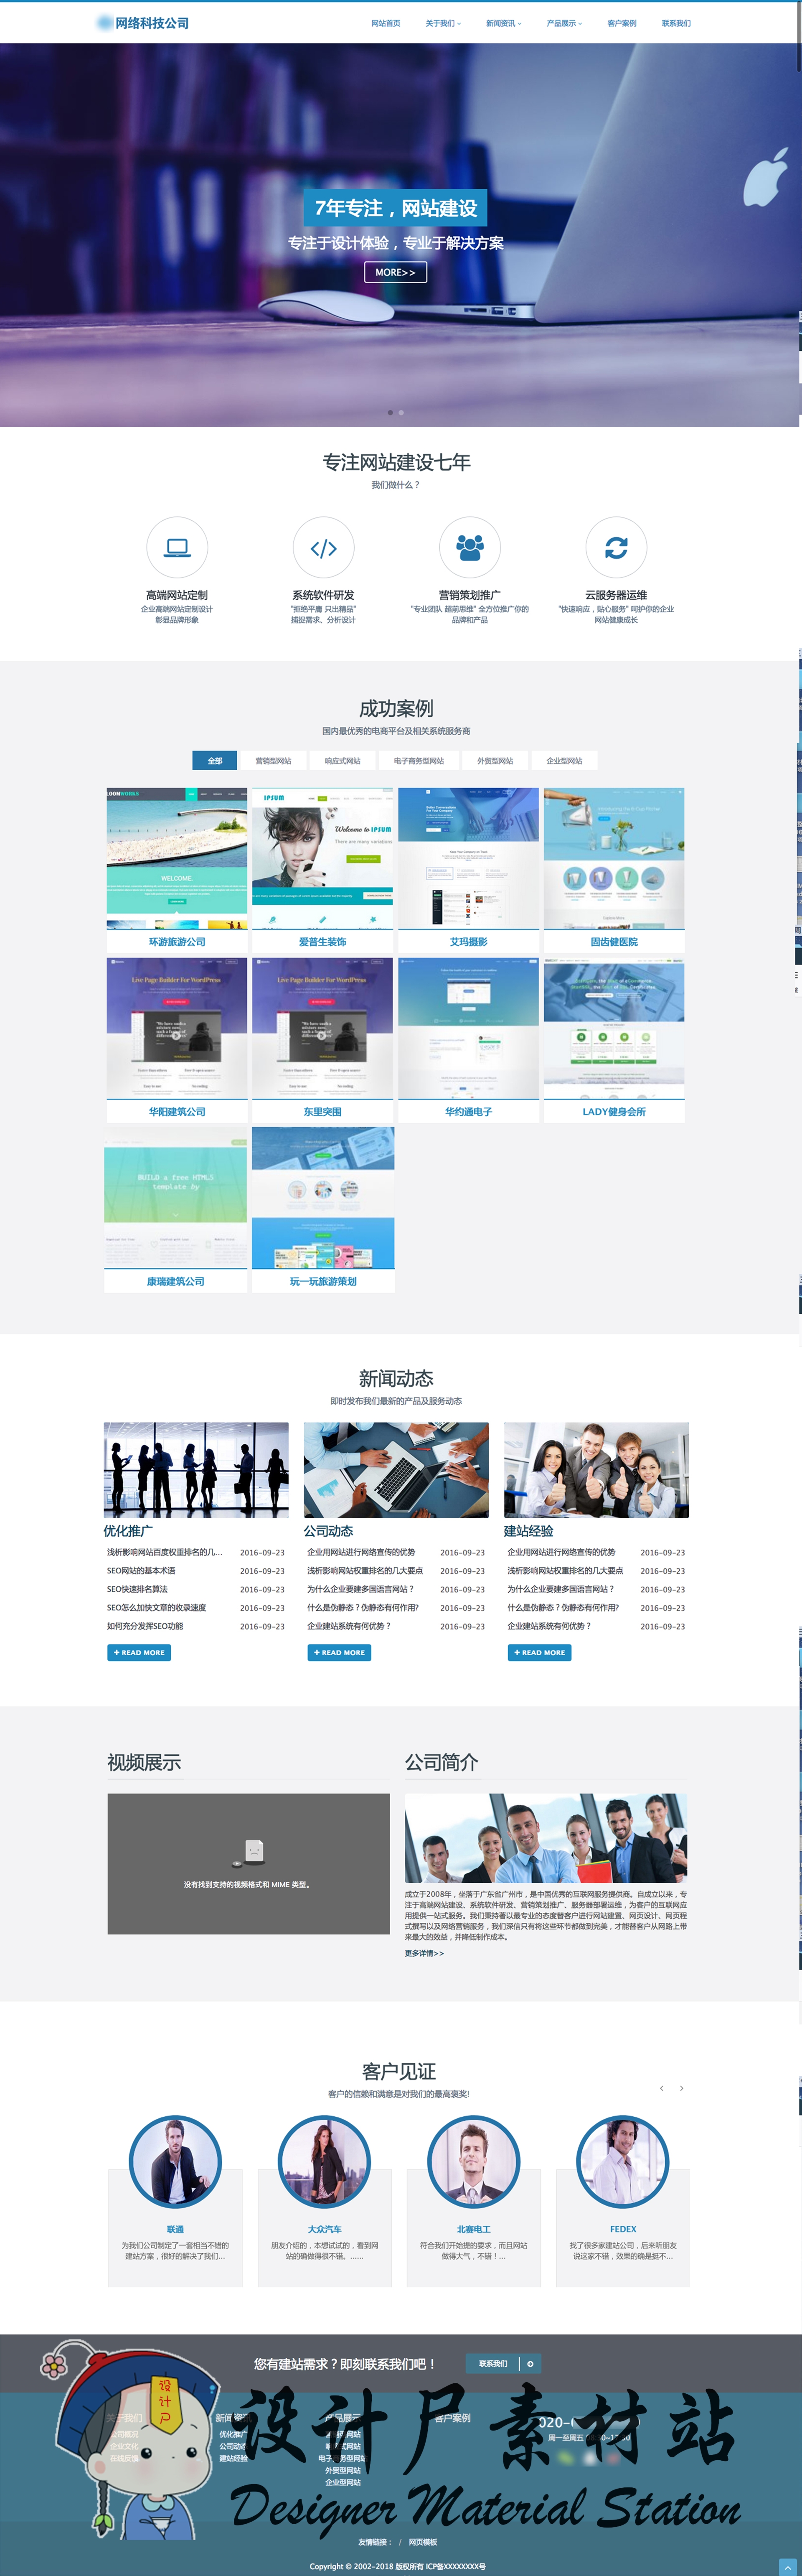 网络科技公司
网站首页 关于我们 新闻资讯 产品展示 客户案例 联系我们
7年专注，网站建设
专注于设计体验，专业于解决方案
MORE>>
专注网站建设七年
我们做什么？
高端网站定制 系统软件研发 营销策划推广 云服务器运维
企业高端网站定制设计 "拒绝平庸 只出精品" "专业团队 超前思维" 全方位推广你的 "快速响应，贴心服务" 呵护你的企业
彰显品牌形象 捕捉需求、分析设计 品牌和产品 网站健康成长
成功案例
国内最优秀的电商平台及相关系统服务商
全部 营销型网站 响应式网站 电子商务型网站 外贸型网站 企业型网站
WELCOME
IPSUM
Welcome to IPSUM
There are many variations
环游旅游公司 爱普生装饰 艾玛摄影 固齿健医院
Live Page Builder For WordPress Live Page Builder For WordPress
华阳建筑公司 东里突围 华约通电子 LADY健身会所
BUILD a free HTML5
template by
康瑞建筑公司 玩一玩旅游策划
新闻动态
即时发布我们最新的产品及服务动态
优化推广 公司动态 建站经验
浅析影响网站百度权重排名的几... 2016-09-23 企业用网站进行网络宣传的优势 2016-09-23 企业用网站进行网络宣传的优势 2016-09-23
SEO网站的基本术语 2016-09-23 浅析影响网站权重排名的几大要点 2016-09-23 浅析影响网站权重排名的几大要点 2016-09-23
SEO快速排名算法 2016-09-23 为什么企业要建多国语言网站？ 2016-09-23 为什么企业要建多国语言网站？ 2016-09-23
SEO怎么加快文章的收录速度 2016-09-23 什么是伪静态？伪静态有何作用? 2016-09-23 什么是伪静态？伪静态有何作用? 2016-09-23
如何充分发挥SEO功能 2016-09-23 企业建站系统有何优势？ 2016-09-23 企业建站系统有何优势？ 2016-09-23
READ MORE READ MORE READ MORE
视频展示 公司简介
没有找到支持的视频格式和 MIME 类型。
成立于2008年，坐落于广东省广州市，是中国优秀的互联网服务提供商。自成立以来，专
注于高端网站建设、系统软件研发、营销策划推广、服务器部署运维，为客户的互联网应
用提供一站式服务。我们秉持著以最专业的态度替客户进行网站建置、网页设计、网页程
式撰写以及网络营销服务，我们深信只有将这些环节都做到完美，才能替客户从网路上带
来最大的效益，并降低制作成本。
更多详情>>
客户见证
客户的信赖和满意是对我们的最高褒奖!
联通 大众汽车 北赛电工 FEDEX
为我们公司制定了一套相当不错的 朋友介绍的，本想试试的，看到网 符合我们开始提的要求，而且网站 找了很多家建站公司，后来听朋友
建站方案，很好的解决了我们... 站的确做得很不错。...... 做得大气，不错！... 说这家不错，效果的确是挺不...
您有建站需求？即刻联系我们吧！ 联系我们
关于我们 新闻资讯 产品展示 客户案例 020-
公司概况 优化推广
企业文化 公司动态
在线反馈 建站经验 电子商务型网站
外贸型网站
企业型网站
周一至周五
设计尸
设计尸素材站
Designer Material Station
友情链接： / 网页模板
Copyright © 2002-2018 版权所有 ICP备XXXXXXXX号